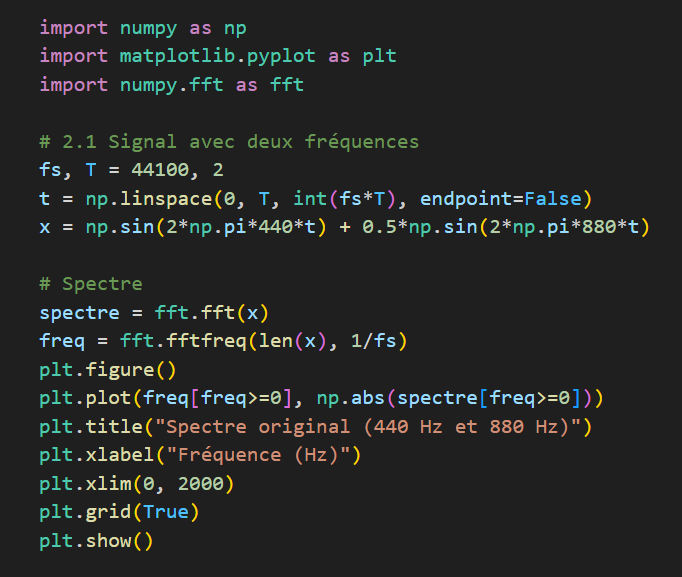 import numpy as np
import matplotlib.pyplot as plt
import numpy.fft as fft
# 2.1 Signal avec deux fréquences
fs, T = 44100, 2
t = np.linspace(0, T, int(fs*T), endpoint=False)
x = np.sin(2*np.pi*440*t) + 0.5*np.sin(2*np.pi*880*t)
# Spectre
spectre = fft.fft(x)
freq = fft.fftfreq(len(x), 1/fs)
plt.figure()
plt.plot(freq[freq>=0], np.abs(spectre[freq>=0]))
plt.title("Spectre original (440 Hz et 880 Hz)")
plt.xlabel("Fréquence (Hz)")
plt.xlim(0, 2000)
plt.grid(True)
plt.show()